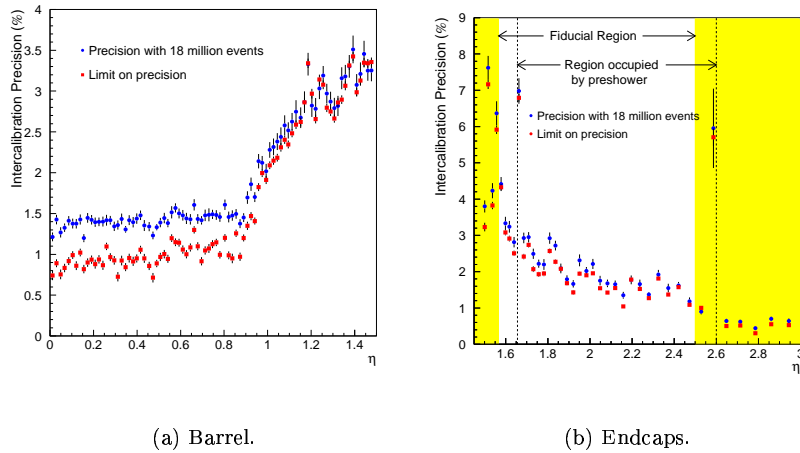 Intercalibration Precision (%)
4
3.5
3
2.5
2
1.5
1
0.5
0
Precision with 18 million events
Limit on precision
0 0.2 0.4 0.6 0.8 1 1.2 1.4
η
(a) Barrel.
Intercalibration Precision (%)
9
8
7
6
5
4
3
2
1
0
Fiducial Region
Region occupied
by preshower
Precision with 18 million events
Limit on precision
1.6 1.8 2 2.2 2.4 2.6 2.8 3
η
(b) Endcaps.